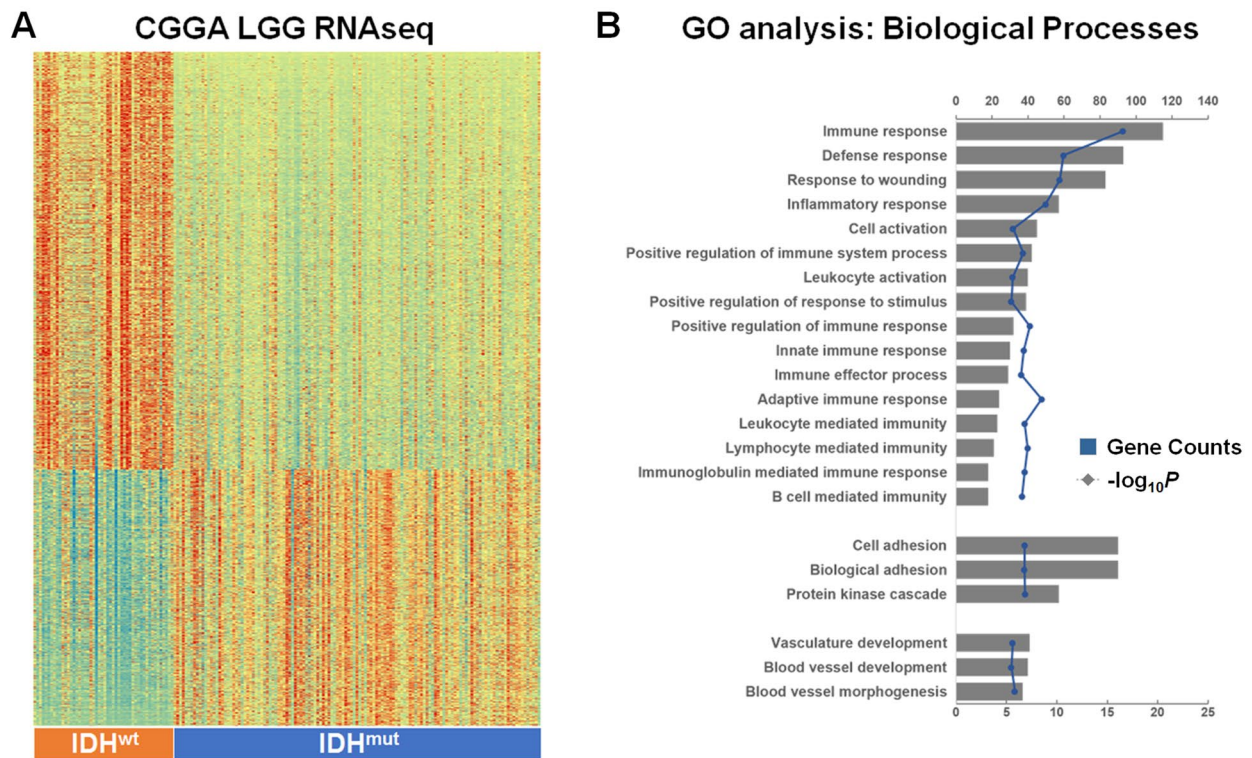 A
CGGA LGG RNAseq
IDHwt
IDHmut
B
GO analysis: Biological Processes
0 20 40 60 80 100 120 140
Immune response
Defense response
Response to wounding
Inflammatory response
Cell activation
Positive regulation of immune system process
Leukocyte activation
Positive regulation of response to stimulus
Positive regulation of immune response
Innate immune response
Immune effector process
Adaptive immune response
Leukocyte mediated immunity
Lymphocyte mediated immunity
Immunoglobulin mediated immune response
B cell mediated immunity
Cell adhesion
Biological adhesion
Protein kinase cascade
Vasculature development
Blood vessel development
Blood vessel morphogenesis
0 5 10 15 20 25
Gene Counts
-log10P